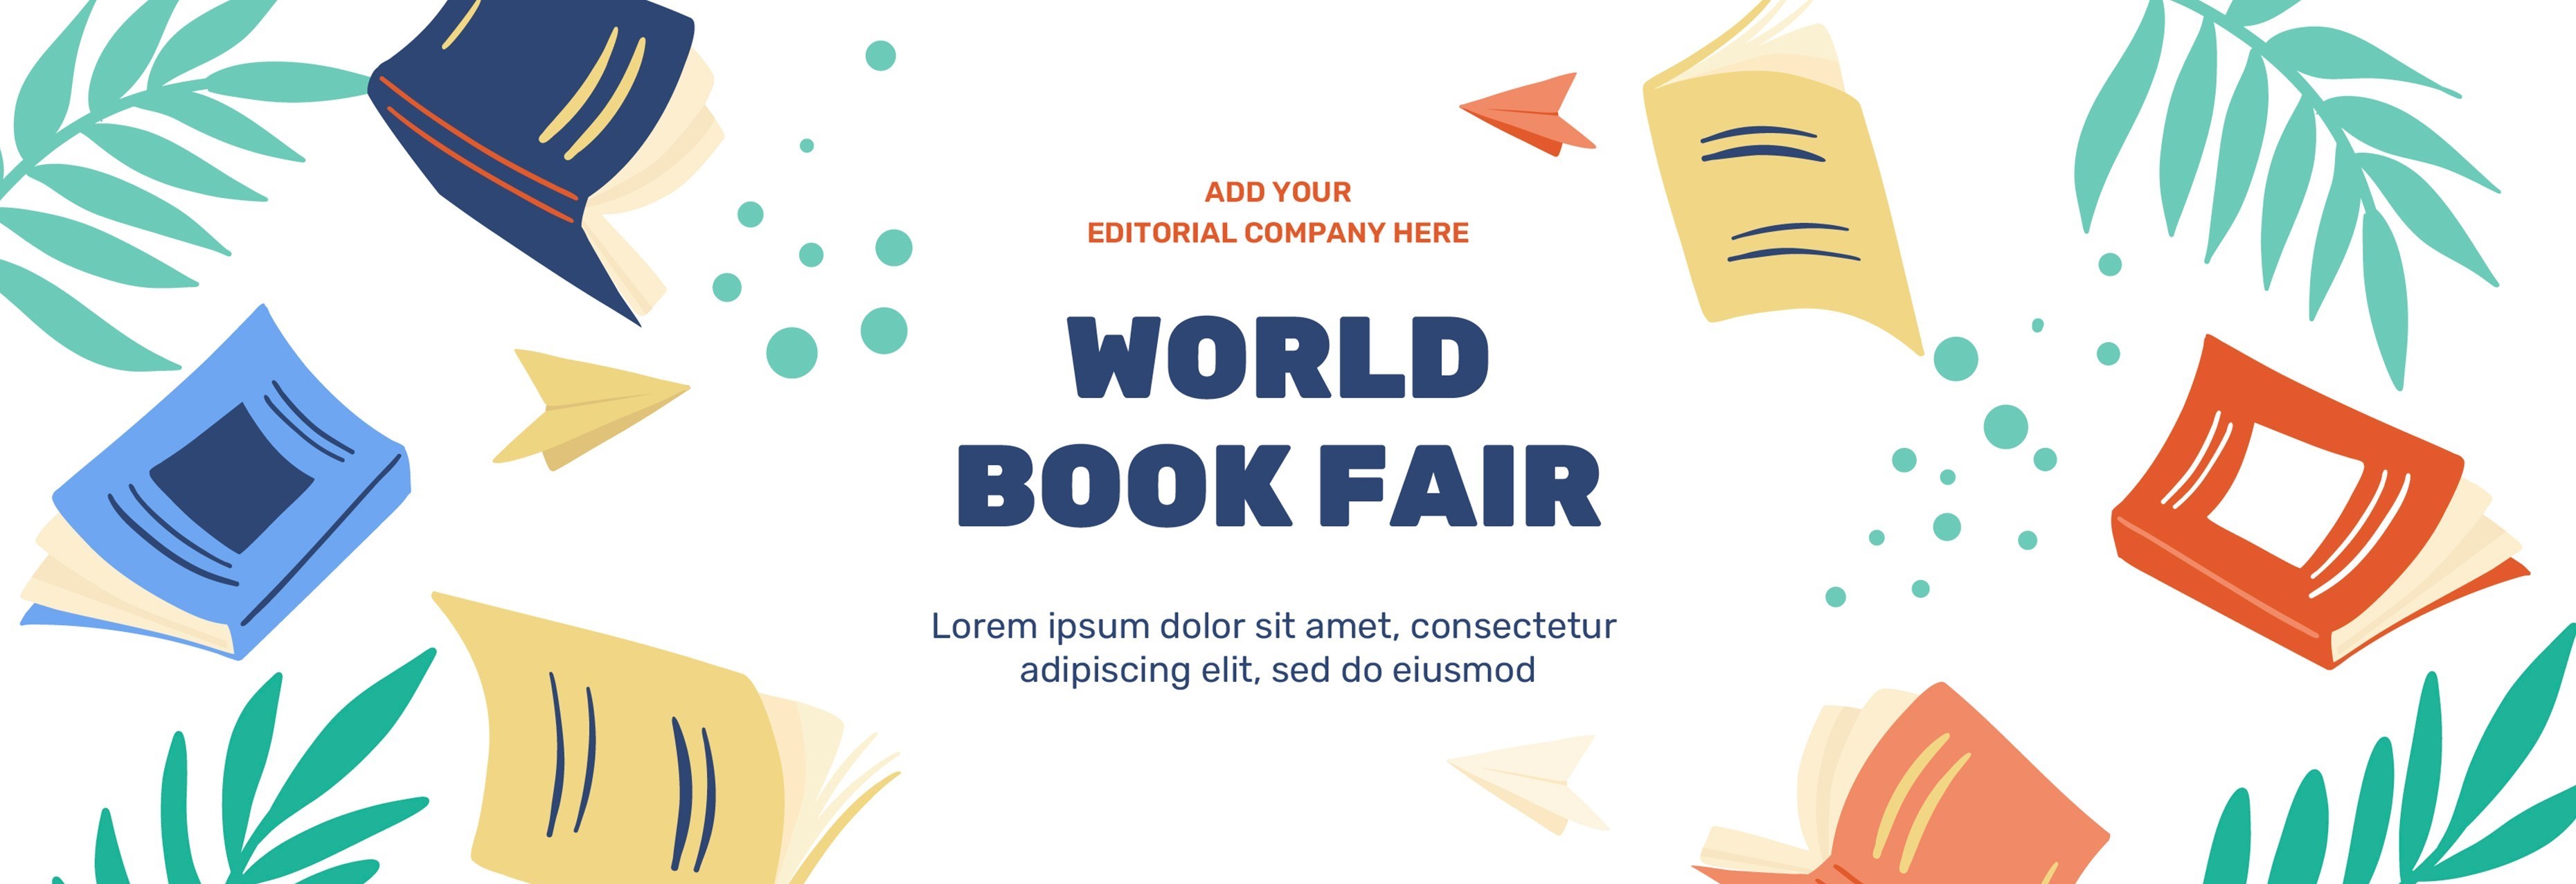 ADD YOUR
EDITORIAL COMPANY HERE
WORLD
BOOK FAIR
Lorem ipsum dolor sit amet, consectetur
adipiscing elit, sed do eiusmod